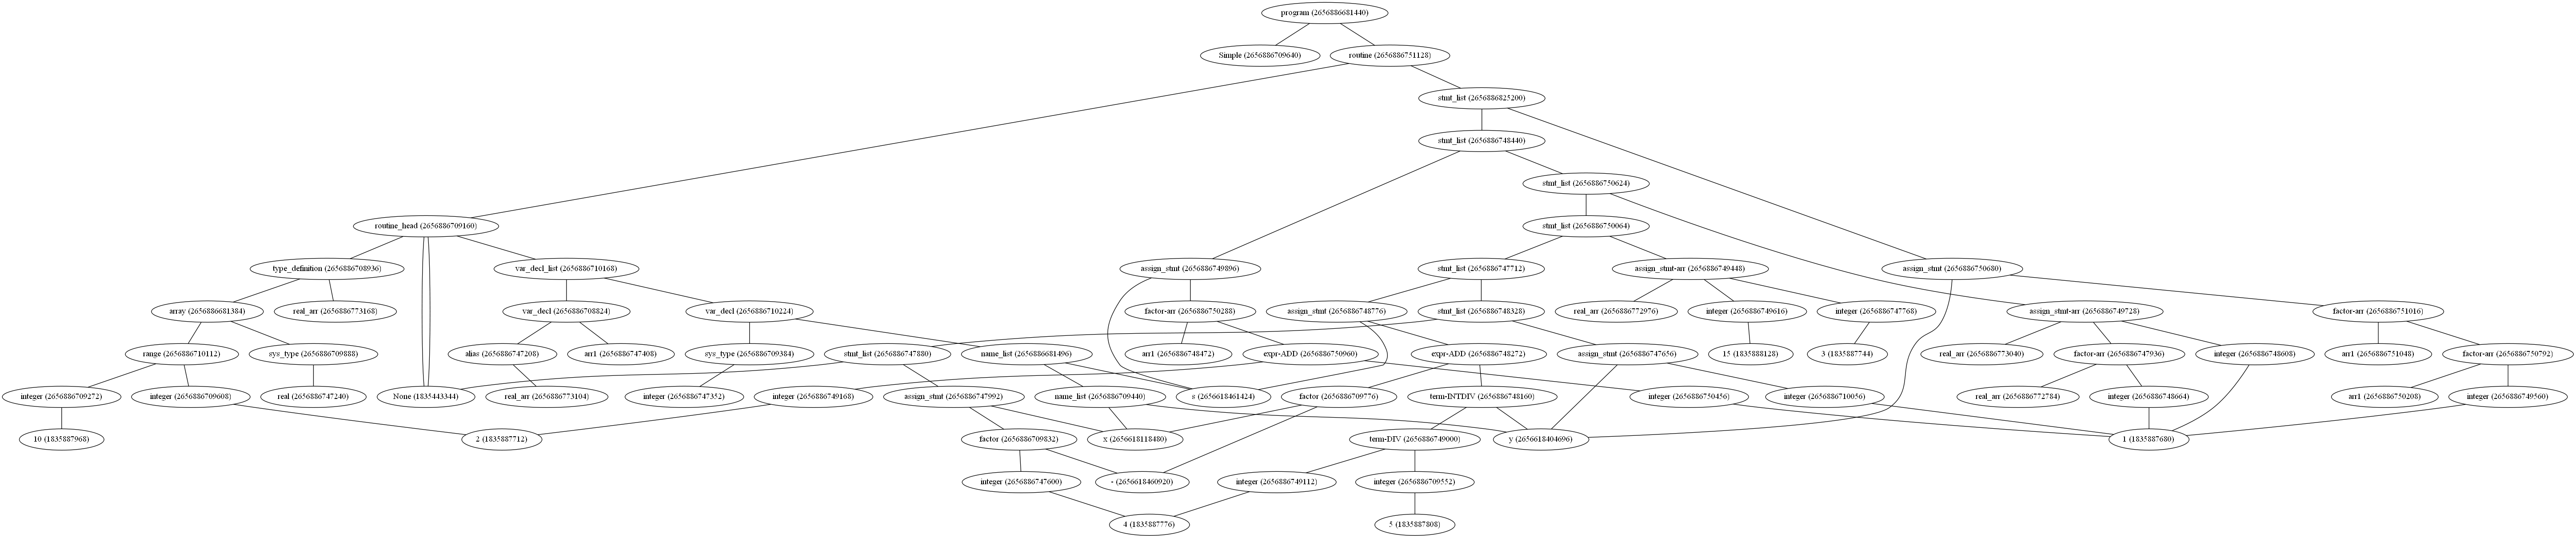 program (2656886681440)
Simple (2656886709640)
routine (2656886751128)
stmt_list (2656886825200)
stmt_list (2656886748440)
stmt_list (2656886750624)
routine_head (2656886709160)
stmt_list (2656886750064)
type_definition (2656886708936)
var_decl_list (2656886710168)
assign_stmt (2656886749896)
stmt_list (2656886747712)
assign_stmt-arr (2656886749448)
assign_stmt (2656886750680)
array (2656886681384)
real_arr (2656886773168)
var_decl (2656886708824)
var_decl (2656886710224)
factor-arr (2656886750288)
assign_stmt (2656886748776)
stmt_list (2656886748328)
real_arr (2656886772976)
integer (2656886749616)
integer (2656886747768)
assign_stmt-arr (2656886749728)
factor-arr (2656886751016)
range (2656886710112)
sys_type (2656886709888)
alias (2656886747208)
arr1 (2656886747408)
sys_type (2656886709384)
stmt_list (2656886747880)
name_list (2656886681496)
arr1 (2656886748472)
expr-ADD (2656886750960)
expr-ADD (2656886748272)
assign_stmt (2656886747656)
15 (1835888128)
3 (1835887744)
real_arr (2656886773040)
factor-arr (2656886747936)
integer (2656886748608)
arr1 (2656886751048)
factor-arr (2656886750792)
integer (2656886709272)
integer (2656886709608)
real (2656886747240)
None (1835443344)
real_arr (2656886773104)
integer (2656886747352)
integer (2656886749168)
assign_stmt (2656886747992)
name_list (2656886709440)
s (2656618461424)
factor (2656886709776)
term-INTDIV (2656886748160)
integer (2656886750456)
integer (2656886710056)
real_arr (2656886772784)
integer (2656886748664)
arr1 (2656886750208)
integer (2656886749560)
10 (1835887968)
2 (1835887712)
factor (2656886709832)
x (2656618118480)
term-DIV (2656886749000)
y (2656618404696)
1 (1835887680)
integer (2656886747600)
- (2656618460920)
integer (2656886749112)
integer (2656886709552)
4 (1835887776)
5 (1835887808)